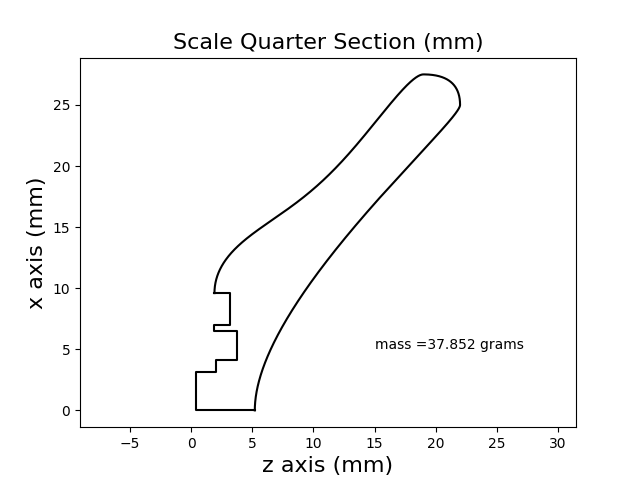 Scale Quarter Section (mm)
x axis (mm)
25
20
15
10
5
0
mass =37.852 grams
−5 0 5 10 15 20 25 30
z axis (mm)